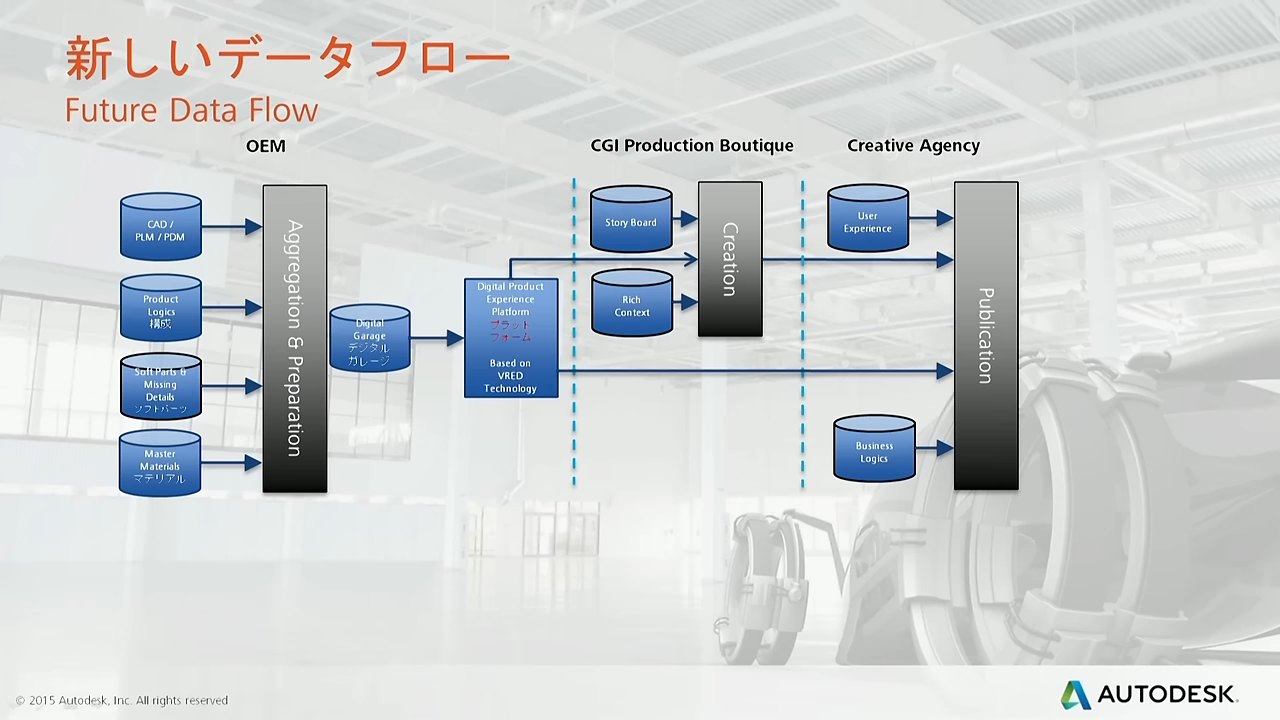 新しいデータフロー
Future Data Flow
OEM
CGI Production Boutique
Creative Agency
CAD /
PLM / PDM
Product
Logics
構成
Soft Parts &
Missing
Details
ソフトパーツ
Master
Materials
マテリアル
Aggregation & Preparation
Digital
Garage
デジタル
ガレージ
Digital Product
Experience
Platform
プラット
フォーム
Based on
VRED
Technology
Story Board
Rich
Context
Creation
User
Experience
Business
Logics
Publication
© 2015 Autodesk, Inc. All rights reserved
AUTODESK.